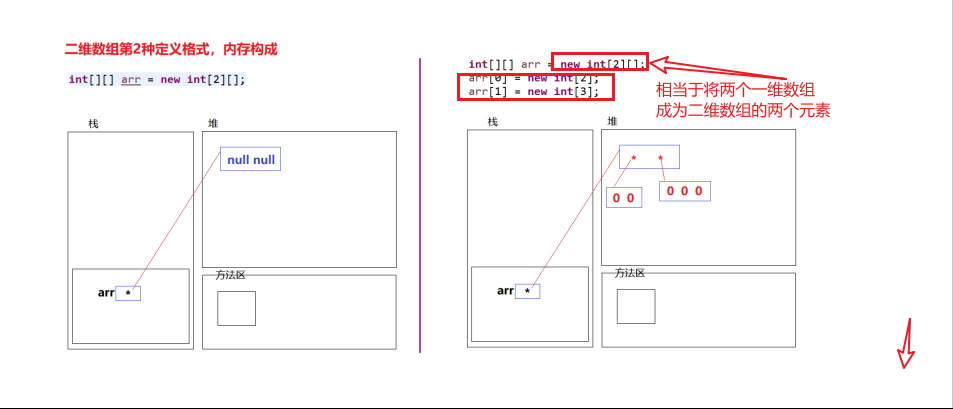 二维数组第2种定义格式，内存构成
int[][] arr = new int[2][];
栈
堆
null null
方法区
arr *
int[][] arr = new int[2][];
arr[0] = new int[2];
arr[1] = new int[3];
相当于将两个一维数组
成为二维数组的两个元素
栈
堆
* *
0 0
0 0 0
方法区
arr *